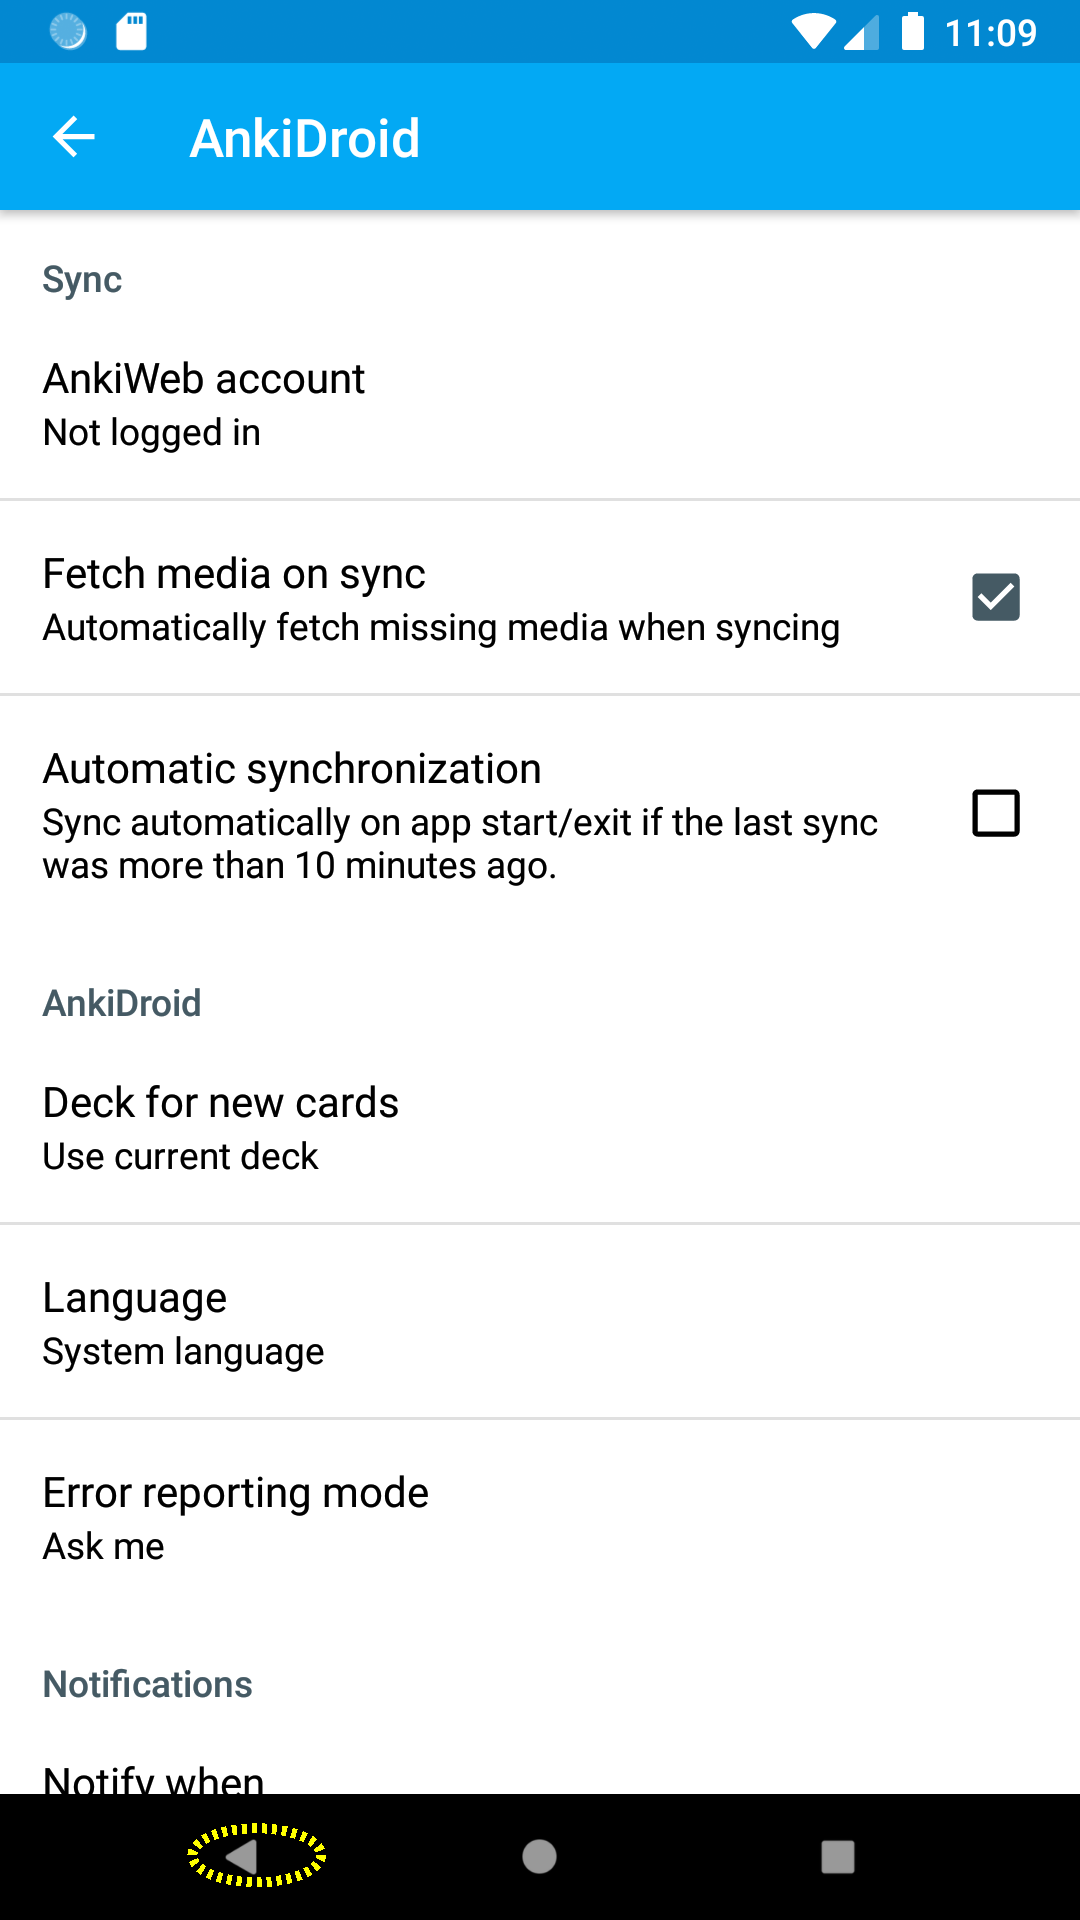 11:09
AnkiDroid
Sync
AnkiWeb account
Not logged in
Fetch media on sync
Automatically fetch missing media when syncing
Automatic synchronization
Sync automatically on app start/exit if the last sync
was more than 10 minutes ago.
AnkiDroid
Deck for new cards
Use current deck
Language
System language
Error reporting mode
Ask me
Notifications
Notify when